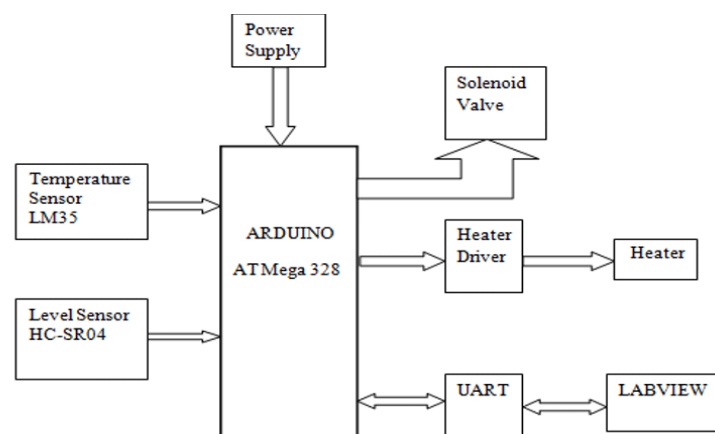 Power
Supply
Solenoid
Valve
Temperature
Sensor
LM35
ARDUINO
ATMega 328
Heater
Driver
Heater
Level Sensor
HC-SR04
UART
LABVIEW